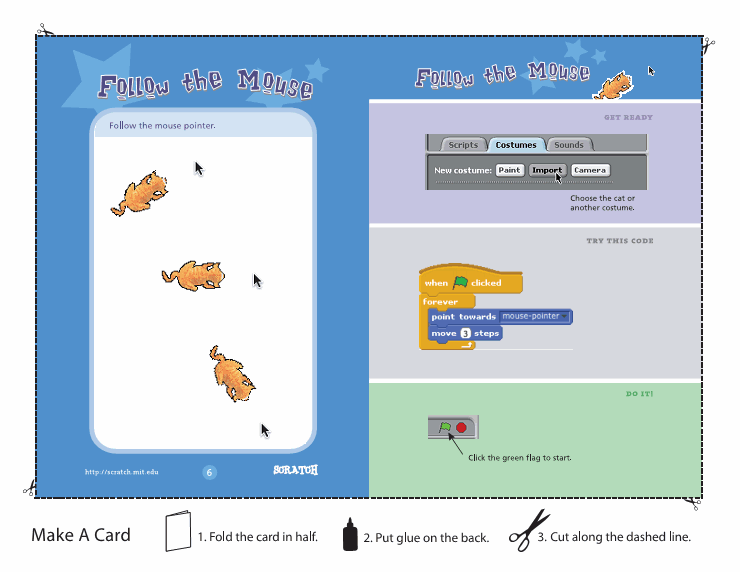 Follow the Mouse
Follow the mouse pointer.
http://scratch.mit.edu
6
SCRATCH
Follow the Mouse
GET READY
Scripts Costumes Sounds
New costume: Paint Import Camera
Choose the cat or
another costume.
TRY THIS CODE
when clicked
forever
point towards mouse-pointer
move 3 steps
DO IT!
Click the green flag to start.
Make A Card
1. Fold the card in half.
2. Put glue on the back.
3. Cut along the dashed line.